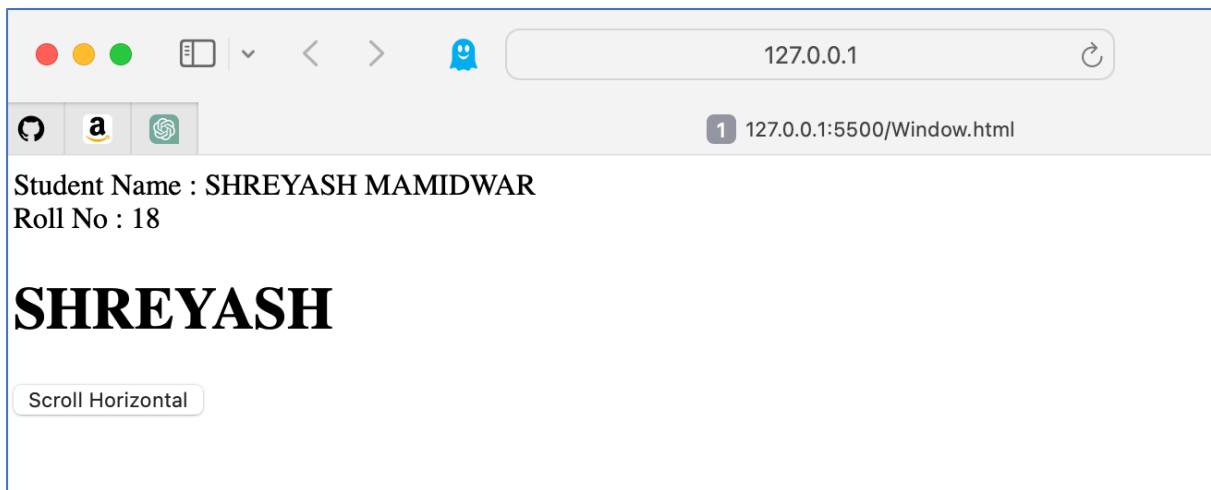 127.0.0.1
a
1 127.0.0.1:5500/Window.html
Student Name : SHREYASH MAMIDWAR
Roll No : 18
SHREYASH
Scroll Horizontal